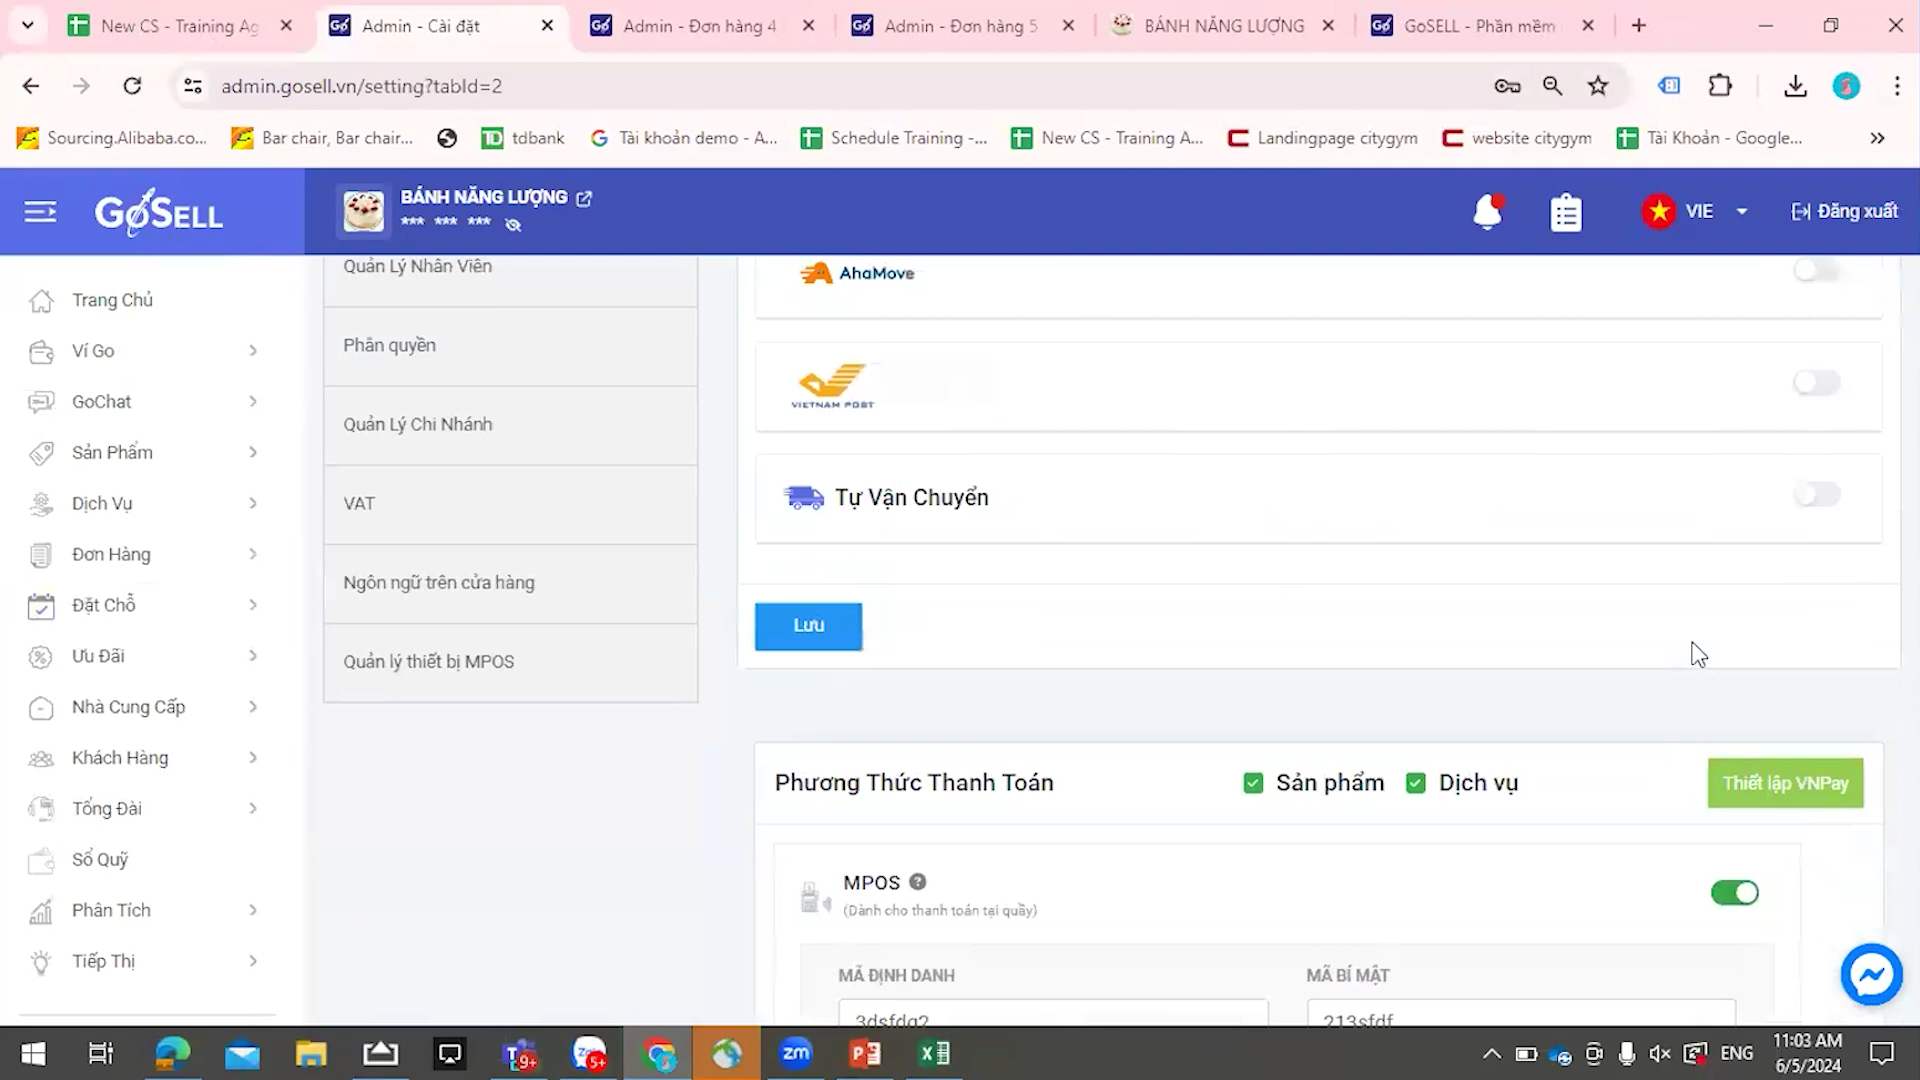 New CS - Training Ag
Admin - Cài đặt
Admin - Đơn hàng 4
Admin - Đơn hàng 5
BÁNH NĂNG LƯỢNG
GoSELL - Phần mềm
admin.gosell.vn/setting?tabId=2
Sourcing.Alibaba.co...
Bar chair, Bar chair...
tdbank
Tài khoản demo - A...
Schedule Training -...
New CS - Training A...
Landingpage citygym
website citygym
Tài Khoản - Google...
GoSELL
BÁNH NĂNG LƯỢNG
*** *** ***
VIE
Đăng xuất
Trang Chủ
Ví Go
GoChat
Sản Phẩm
Dịch Vụ
Đơn Hàng
Đặt Chỗ
Ưu Đãi
Nhà Cung Cấp
Khách Hàng
Tổng Đài
Sổ Quỹ
Phân Tích
Tiếp Thị
Quản Lý Nhân Viên
Phân quyền
Quản Lý Chi Nhánh
VAT
Ngôn ngữ trên cửa hàng
Quản lý thiết bị MPOS
AhaMove
VIETNAM POST
Tự Vận Chuyển
Lưu
Phương Thức Thanh Toán
Sản phẩm
Dịch vụ
Thiết lập VNPay
MPOS
(Dành cho thanh toán tại quầy)
MÃ ĐỊNH DANH
MÃ BÍ MẬT
3dsfdg2
213sfdf
9+
5+
zm
ENG
11:03 AM
6/5/2024